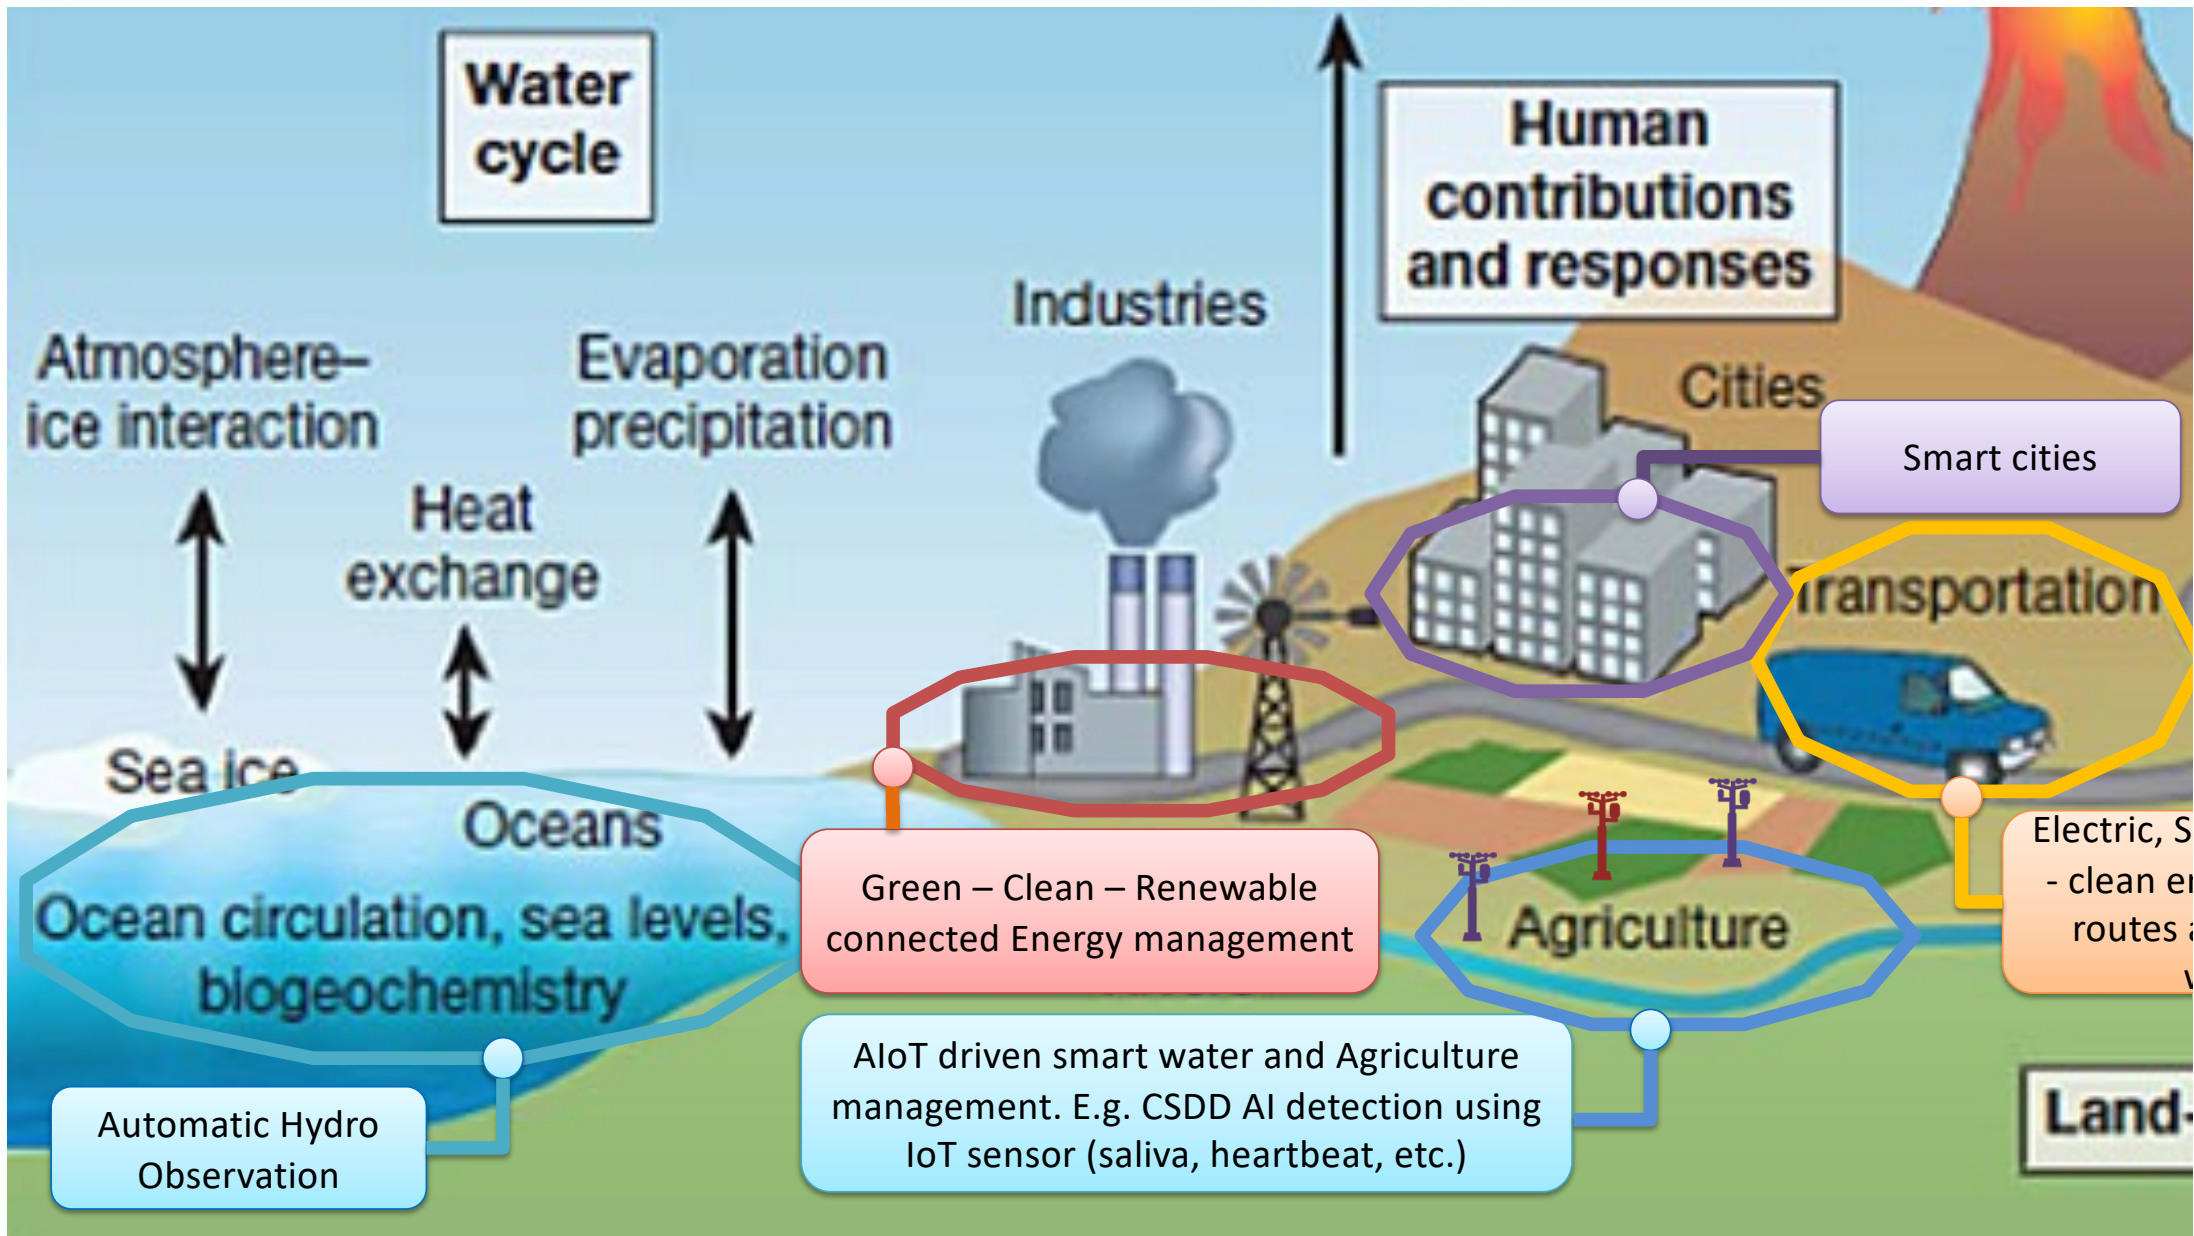 Water
cycle
Human
contributions
and responses
Industries
Atmosphere–
ice interaction
Evaporation
precipitation
Heat
exchange
Cities
Smart cities
Transportation
Sea ice
Oceans
Ocean circulation, sea levels,
biogeochemistry
Green – Clean – Renewable
connected Energy management
Electric, S
- clean en
routes a
Agriculture
AIoT driven smart water and Agriculture
management. E.g. CSDD AI detection using
IoT sensor (saliva, heartbeat, etc.)
Automatic Hydro
Observation
Land-